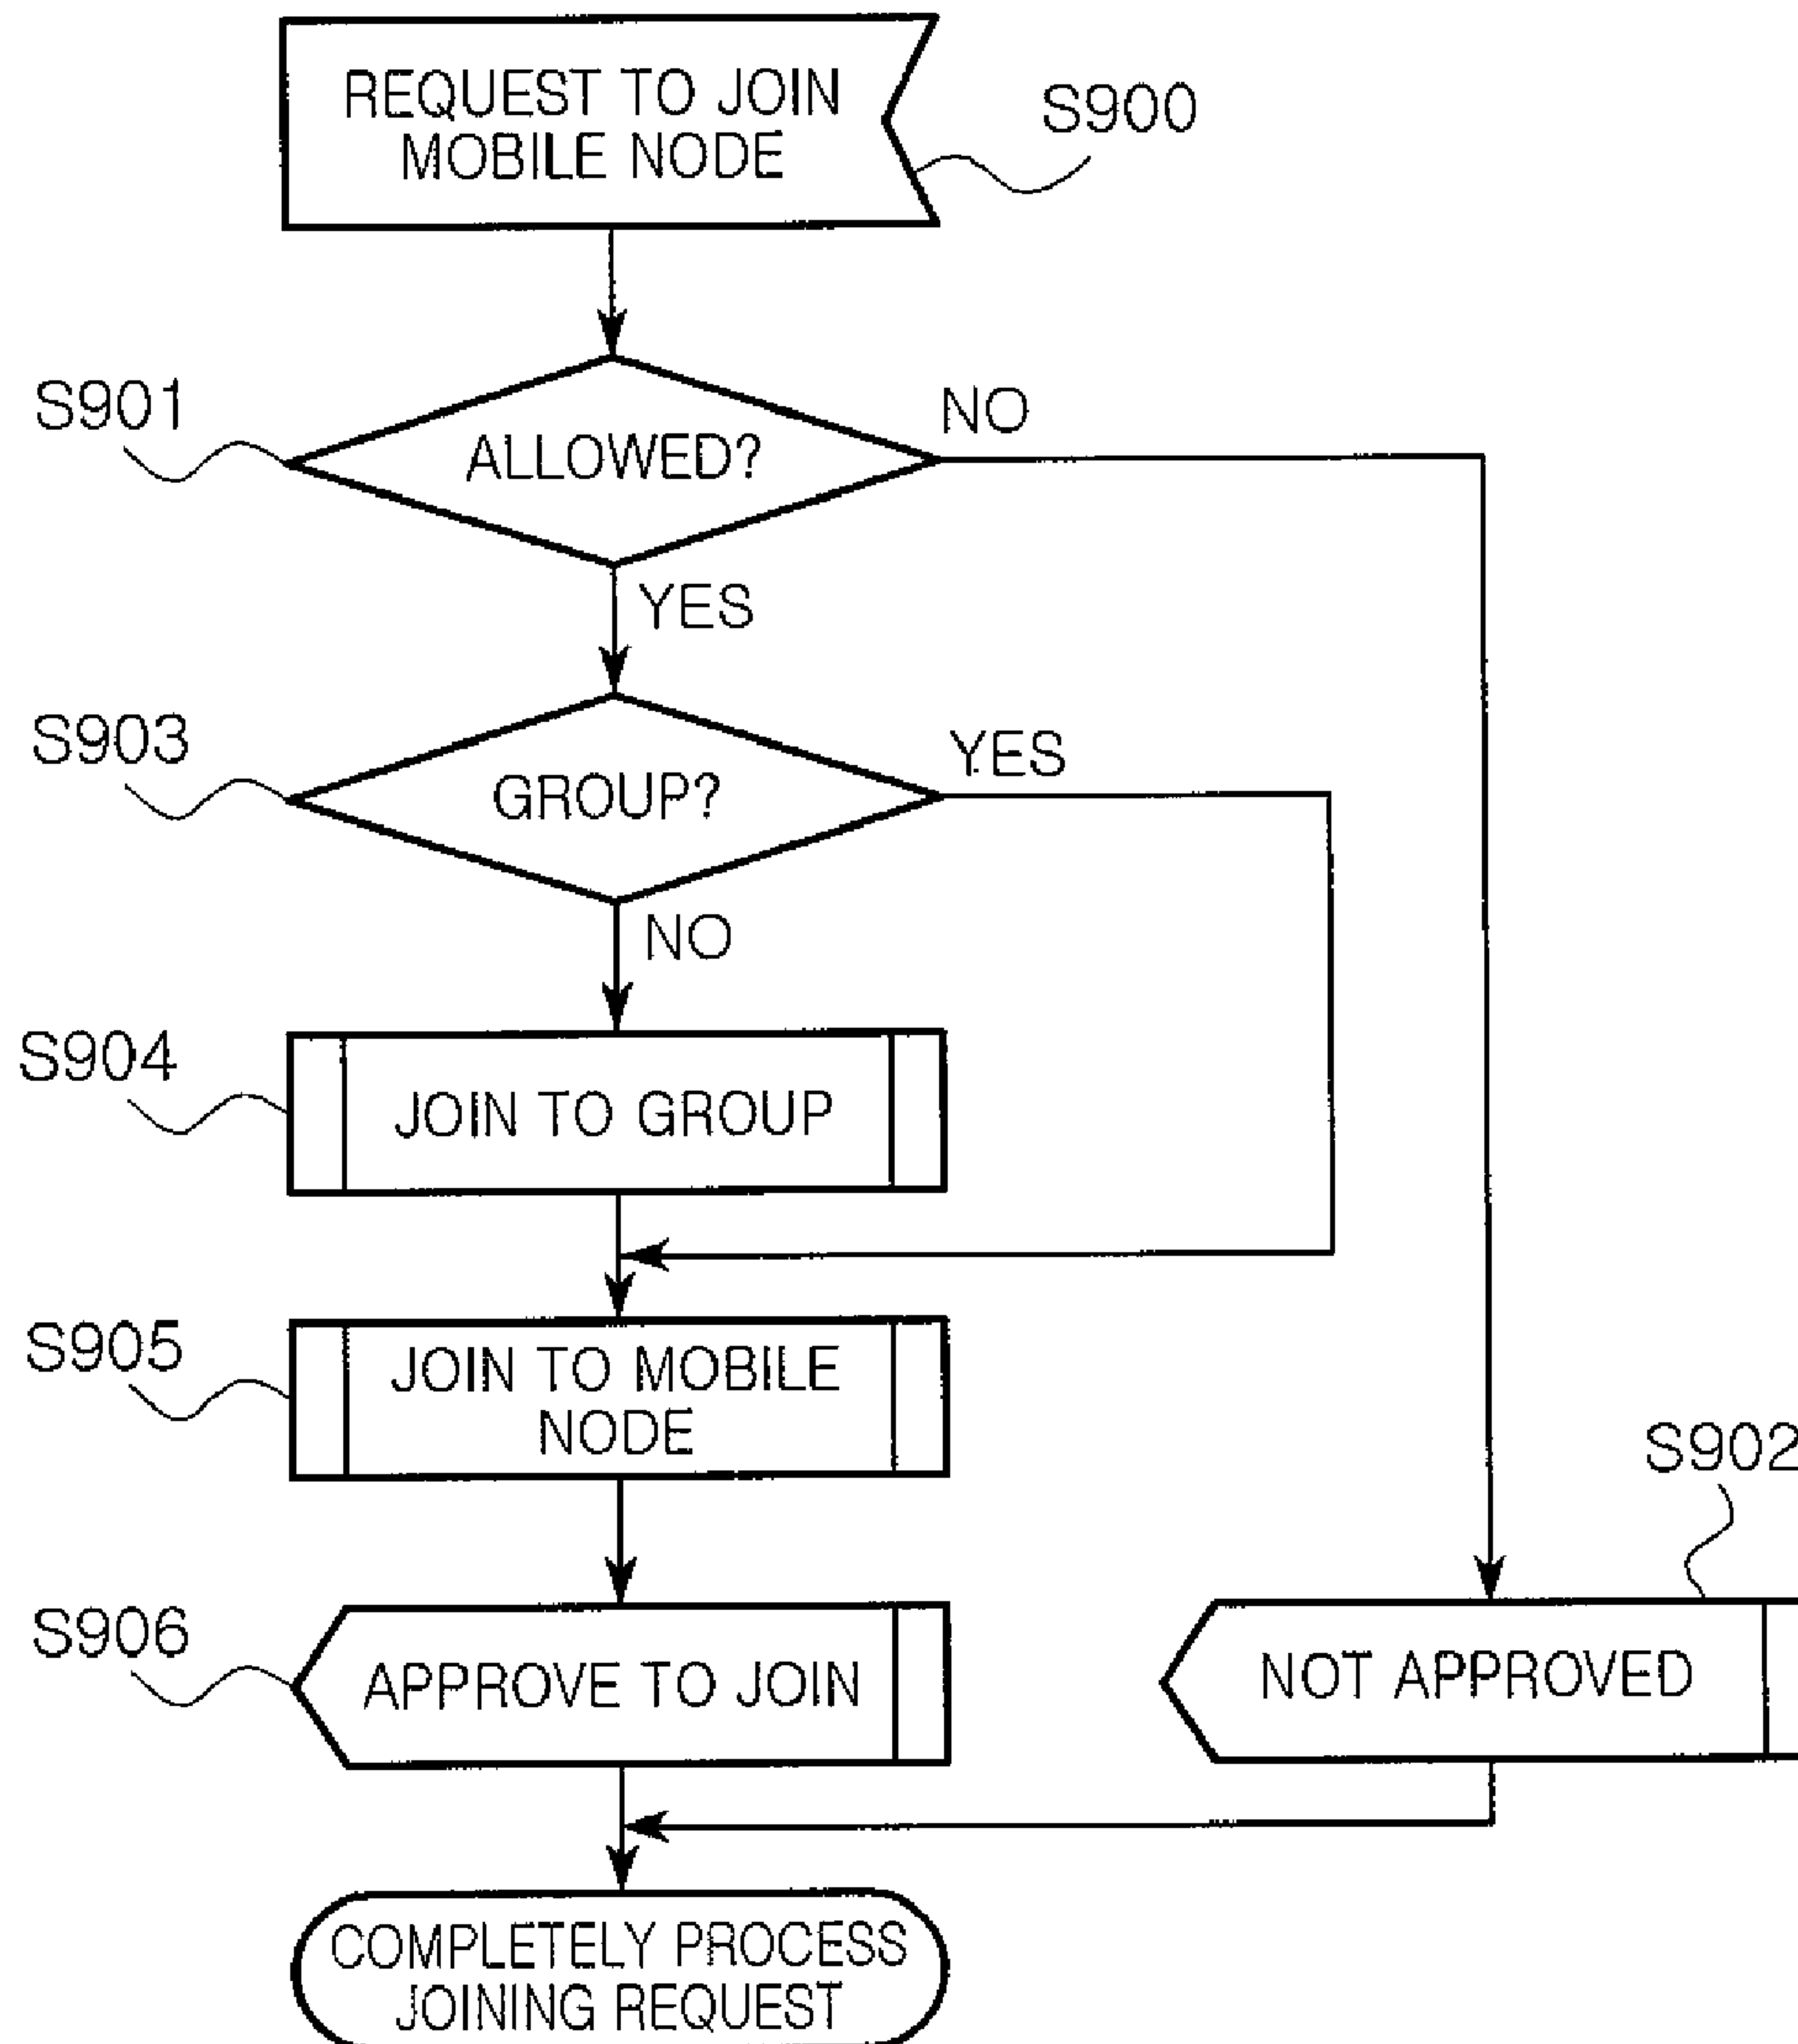 REQUEST TO JOIN
MOBILE NODE
S900
S901
ALLOWED?
NO
YES
S903
GROUP?
YES
NO
S904
JOIN TO GROUP
S905
JOIN TO MOBILE
NODE
S902
S906
APPROVE TO JOIN
NOT APPROVED
COMPLETELY PROCESS
JOINING REQUEST